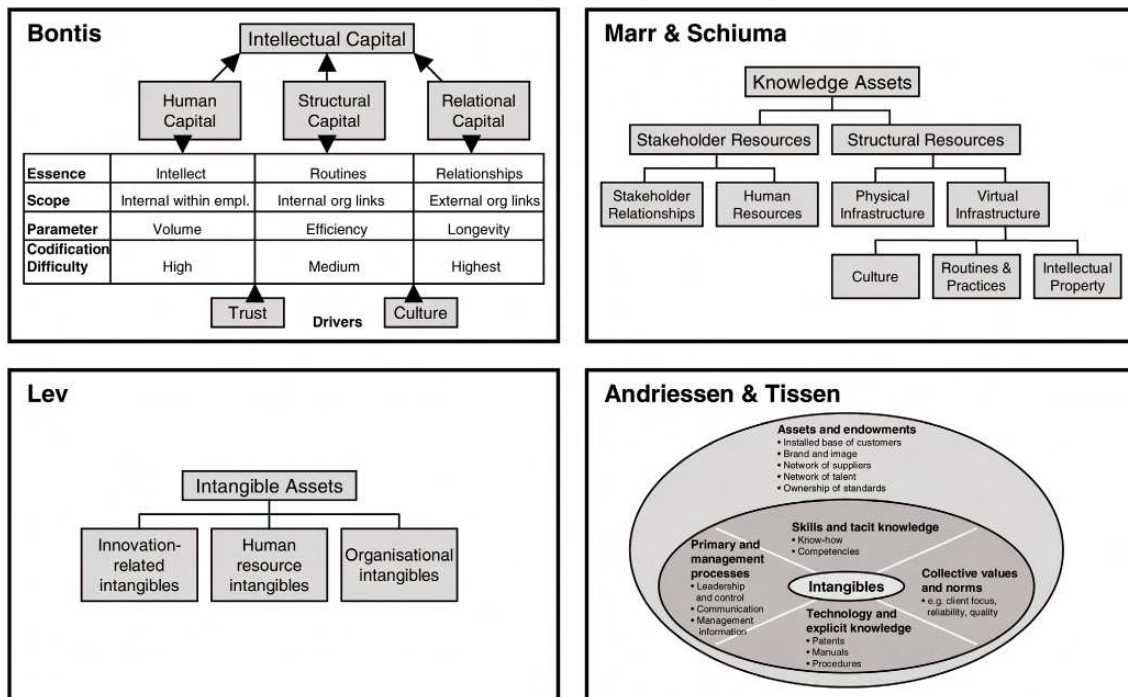 Bontis
Intellectual Capital
Human
Capital
Structural
Capital
Relational
Capital
Essence Intellect Routines Relationships
Scope Internal within empl. Internal org links External org links
Parameter Volume Efficiency Longevity
Codification
Difficulty High Medium Highest
Trust
Drivers
Culture
Marr & Schiuma
Knowledge Assets
Stakeholder Resources
Structural Resources
Stakeholder
Relationships
Human
Resources
Physical
Infrastructure
Virtual
Infrastructure
Culture
Routines &
Practices
Intellectual
Property
Lev
Intangible Assets
Innovation-
related
intangibles
Human
resource
intangibles
Organisational
intangibles
Andriessen & Tissen
Assets and endowments
• Installed base of customers
• Brand and image
• Network of suppliers
• Network of talent
• Ownership of standards
Skills and tacit knowledge
• Know-how
• Competencies
Primary and
management
processes
• Leadership
and control
• Communication
• Management
information
Intangibles
Collective values
and norms
• e.g. client focus,
reliability, quality
Technology and
explicit knowledge
• Patents
• Manuals
• Procedures